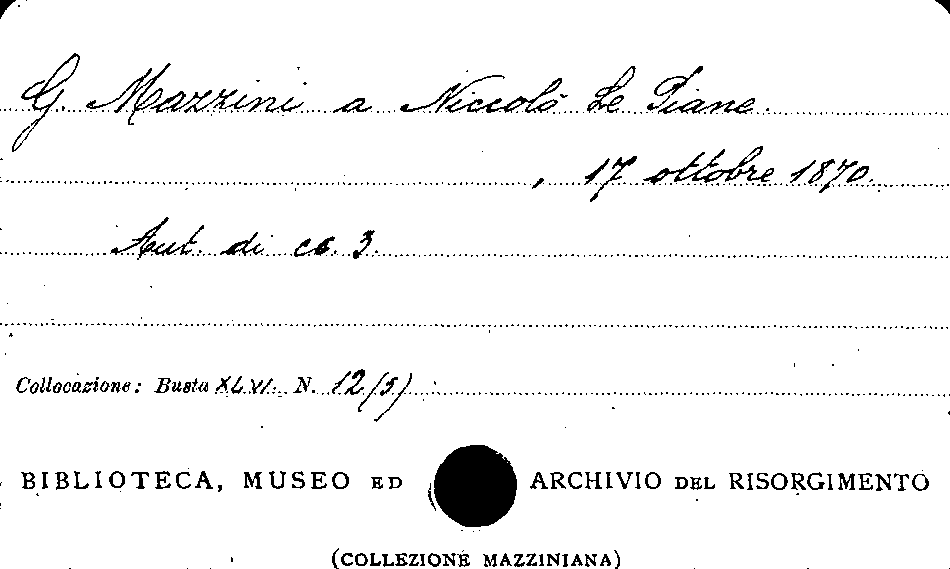 G. Mazzini a Niccolò Le Piane.
, 17 ottobre 1870.
Aut. di cc. 3.
Collocazione: Busta XLVI. N. 12(5)
BIBLIOTECA, MUSEO ED ARCHIVIO DEL RISORGIMENTO
(COLLEZIONE MAZZINIANA)